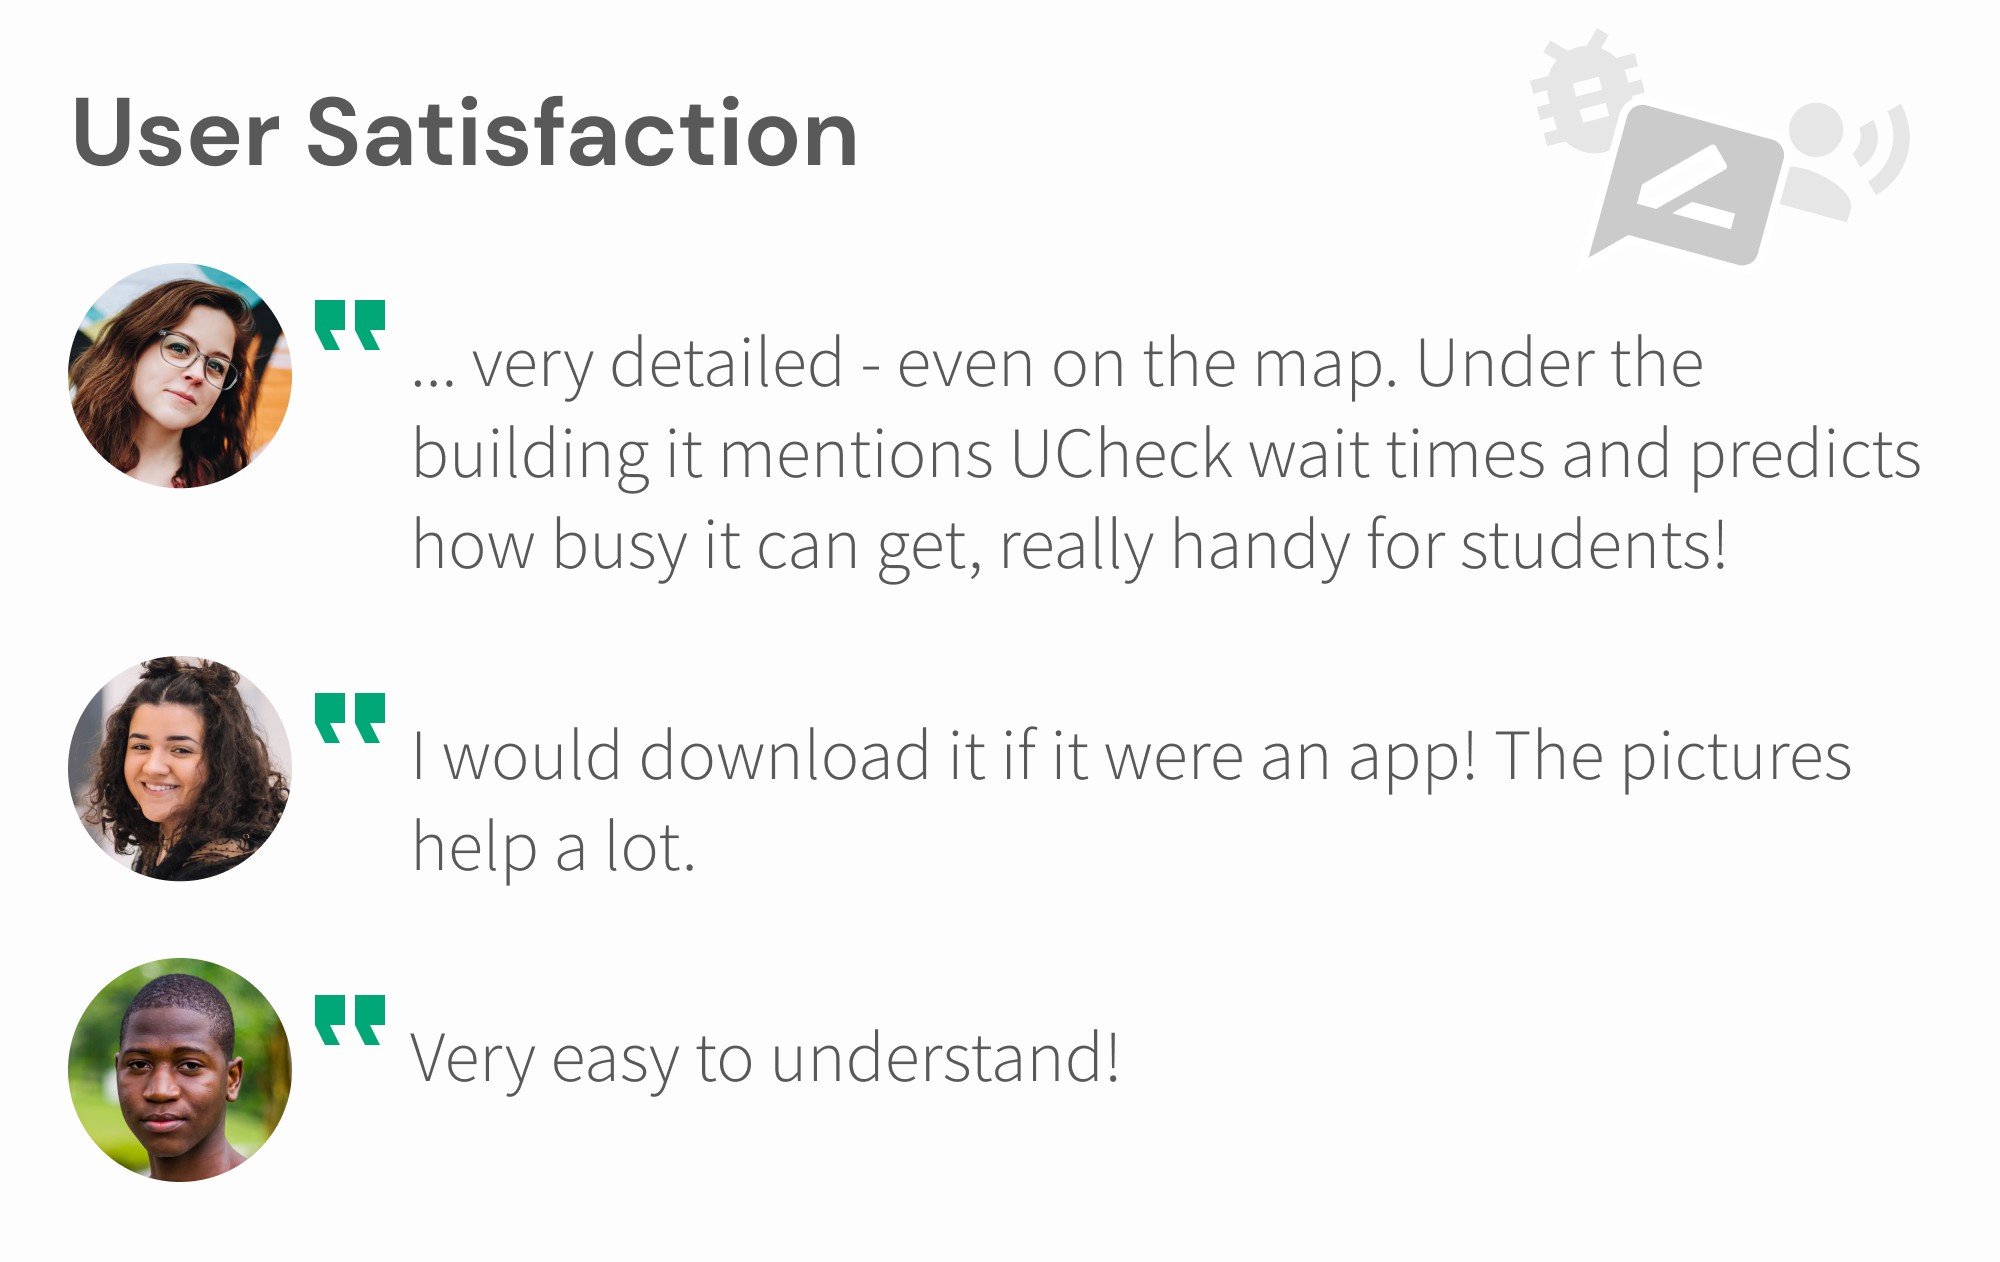 User Satisfaction
... very detailed - even on the map. Under the
building it mentions UCheck wait times and predicts
how busy it can get, really handy for students!
I would download it if it were an app! The pictures
help a lot.
Very easy to understand!